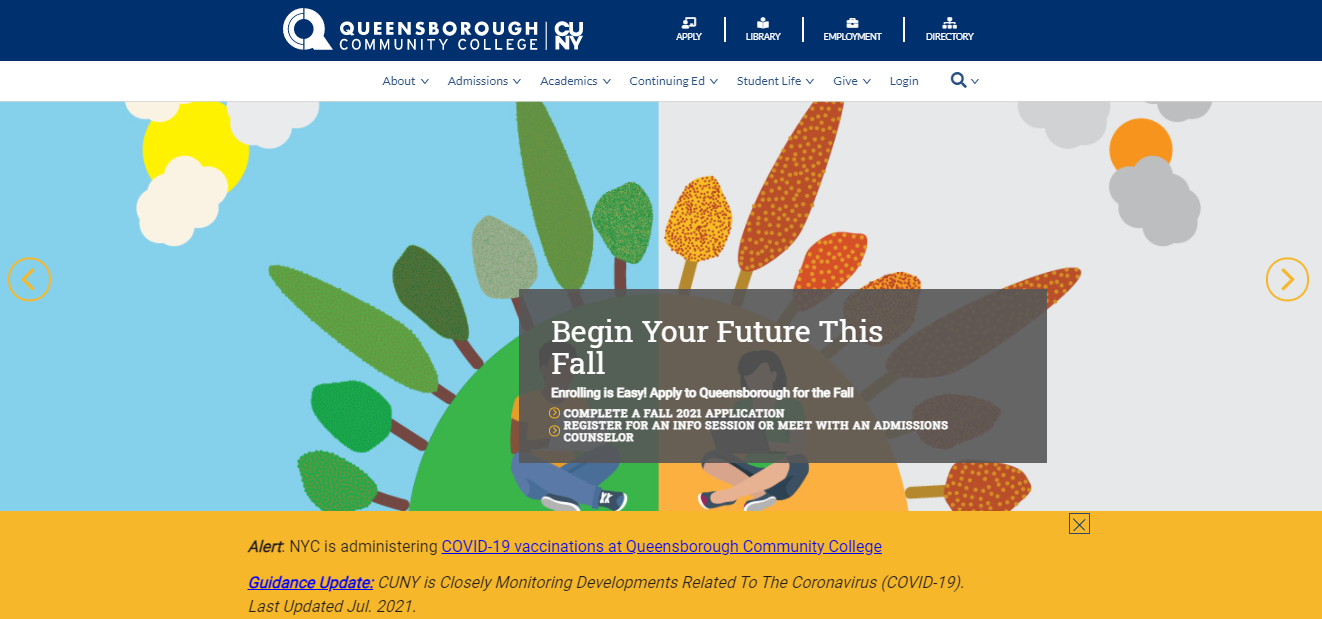 QUEENSBOROUGH
COMMUNITY COLLEGE
CU
NY
APPLY
LIBRARY
EMPLOYMENT
DIRECTORY
About
Admissions
Academics
Continuing Ed
Student Life
Give
Login
Begin Your Future This
Fall
Enrolling is Easy! Apply to Queensborough for the Fall
COMPLETE A FALL 2021 APPLICATION
REGISTER FOR AN INFO SESSION OR MEET WITH AN ADMISSIONS
COUNSELOR
Alert: NYC is administering COVID-19 vaccinations at Queensborough Community College
Guidance Update: CUNY is Closely Monitoring Developments Related To The Coronavirus (COVID-19).
Last Updated Jul. 2021.